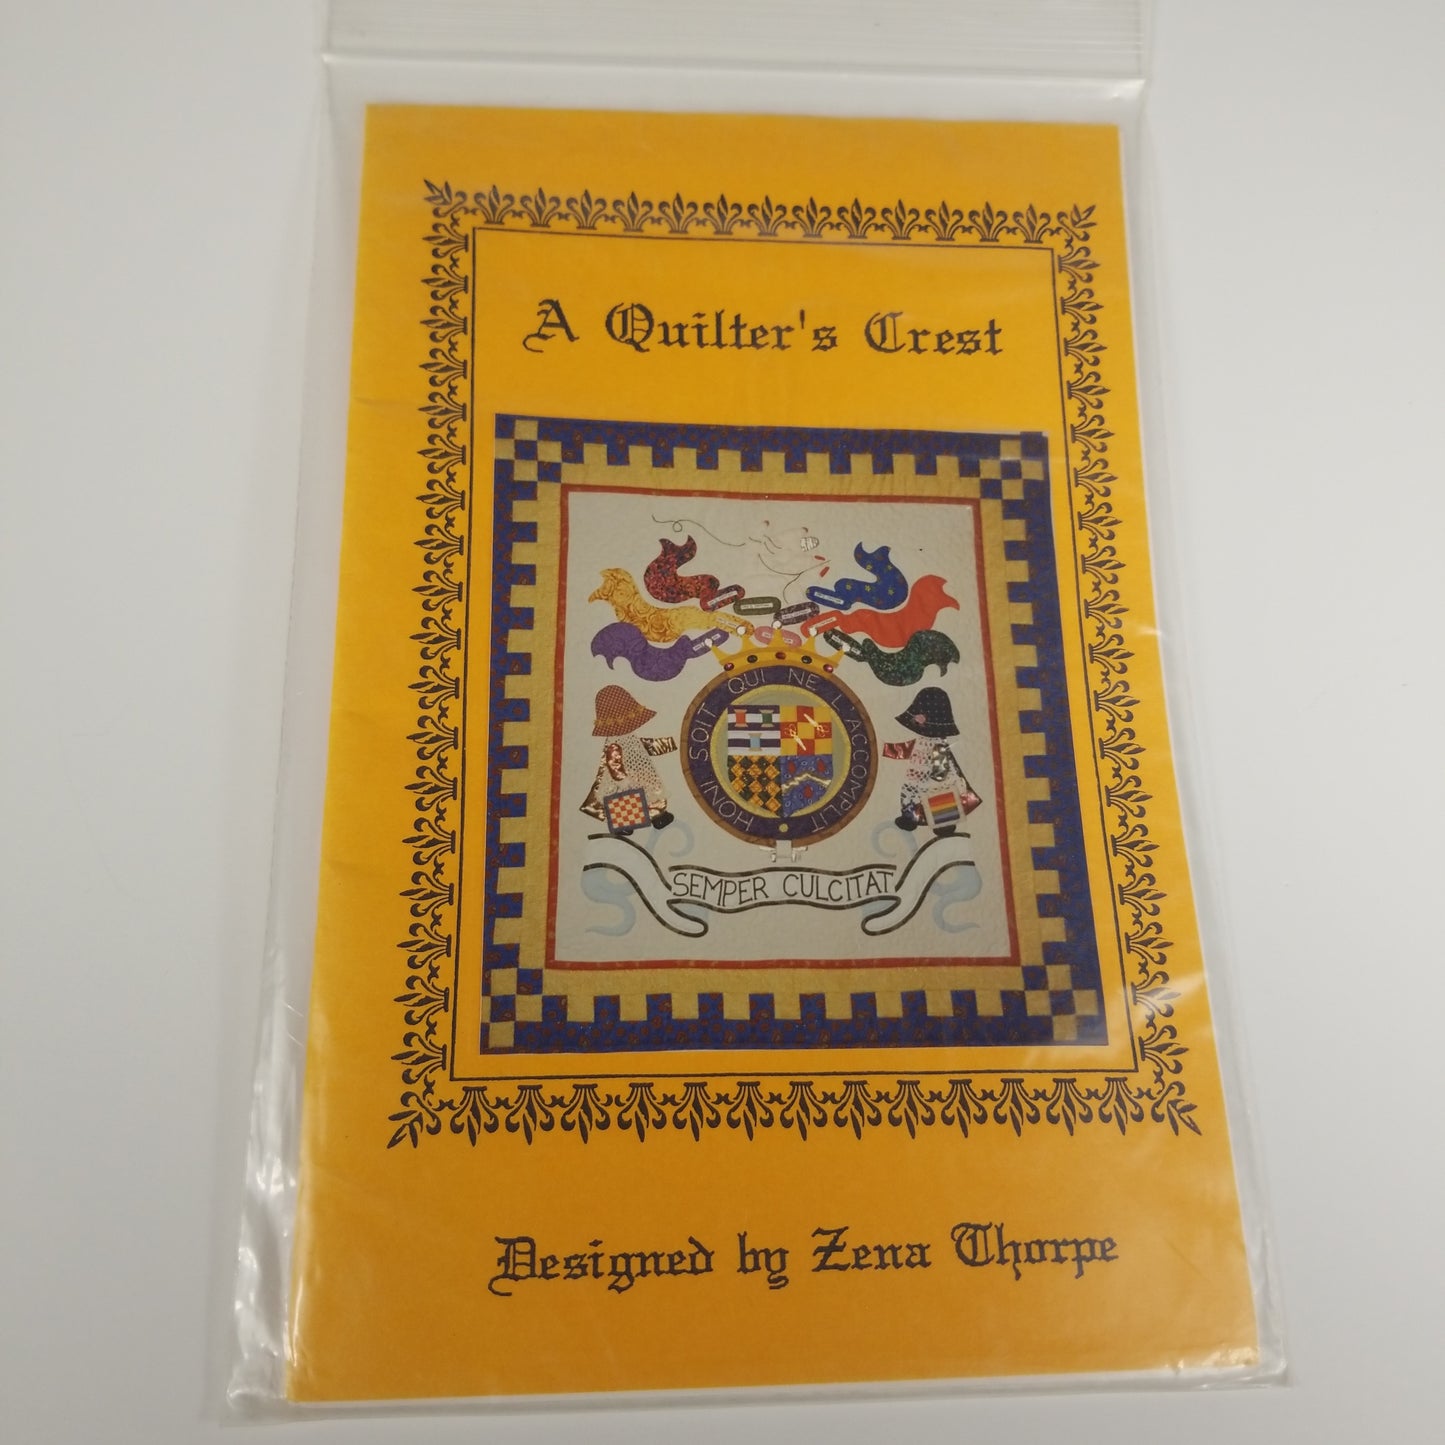 A Quilter's Crest
HONI SOIT QUI NE L'ACCOMPLIT
SEMPER CULCITAT
Designed by Zena Thorpe